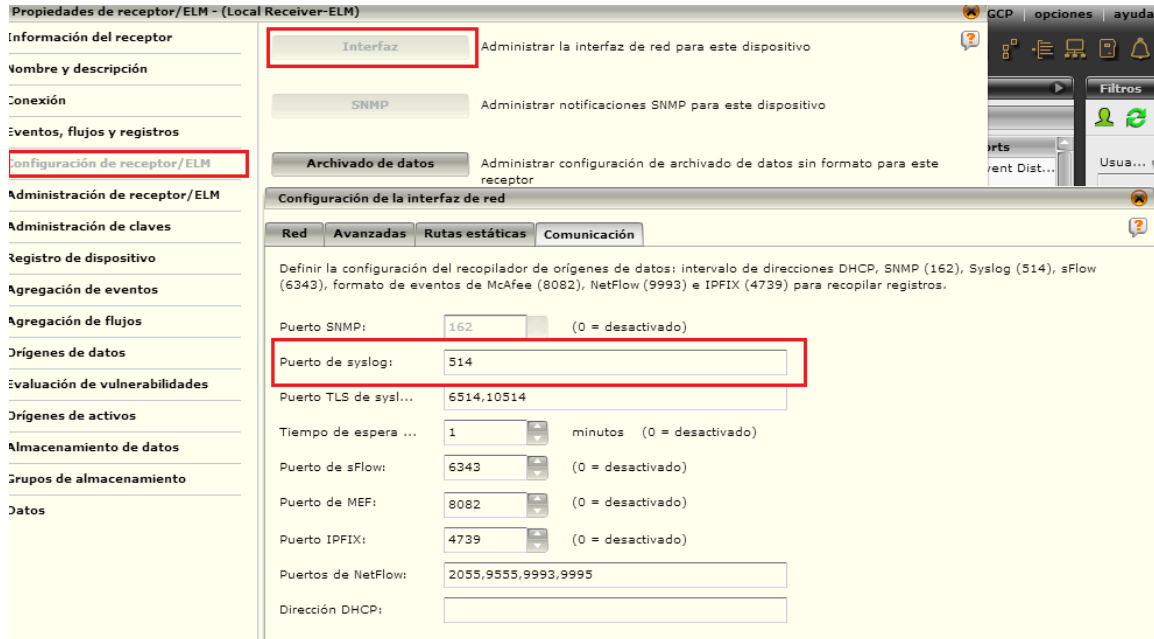 Propiedades de receptor/ELM - (Local Receiver-ELM)
GCP | opciones | ayuda
Información del receptor
Nombre y descripción
Conexión
Eventos, flujos y registros
Configuración de receptor/ELM
Administración de receptor/ELM
Administración de claves
Registro de dispositivo
Agregación de eventos
Agregación de flujos
Orígenes de datos
Evaluación de vulnerabilidades
Orígenes de activos
Almacenamiento de datos
Grupos de almacenamiento
Datos
Interfaz Administrar la interfaz de red para este dispositivo
SNMP Administrar notificaciones SNMP para este dispositivo
Archivado de datos Administrar configuración de archivado de datos sin formato para este
receptor
Filtros
orts
vent Dist...
Usua...
Configuración de la interfaz de red
Red Avanzadas Rutas estáticas Comunicación
Definir la configuración del recopilador de orígenes de datos: intervalo de direcciones DHCP, SNMP (162), Syslog (514), sFlow
(6343), formato de eventos de McAfee (8082), NetFlow (9993) e IPFIX (4739) para recopilar registros.
Puerto SNMP: 162 (0 = desactivado)
Puerto de syslog: 514
Puerto TLS de sysl... 6514,10514
Tiempo de espera ... 1 minutos (0 = desactivado)
Puerto de sFlow: 6343 (0 = desactivado)
Puerto de MEF: 8082 (0 = desactivado)
Puerto IPFIX: 4739 (0 = desactivado)
Puertos de NetFlow: 2055,9555,9993,9995
Dirección DHCP: